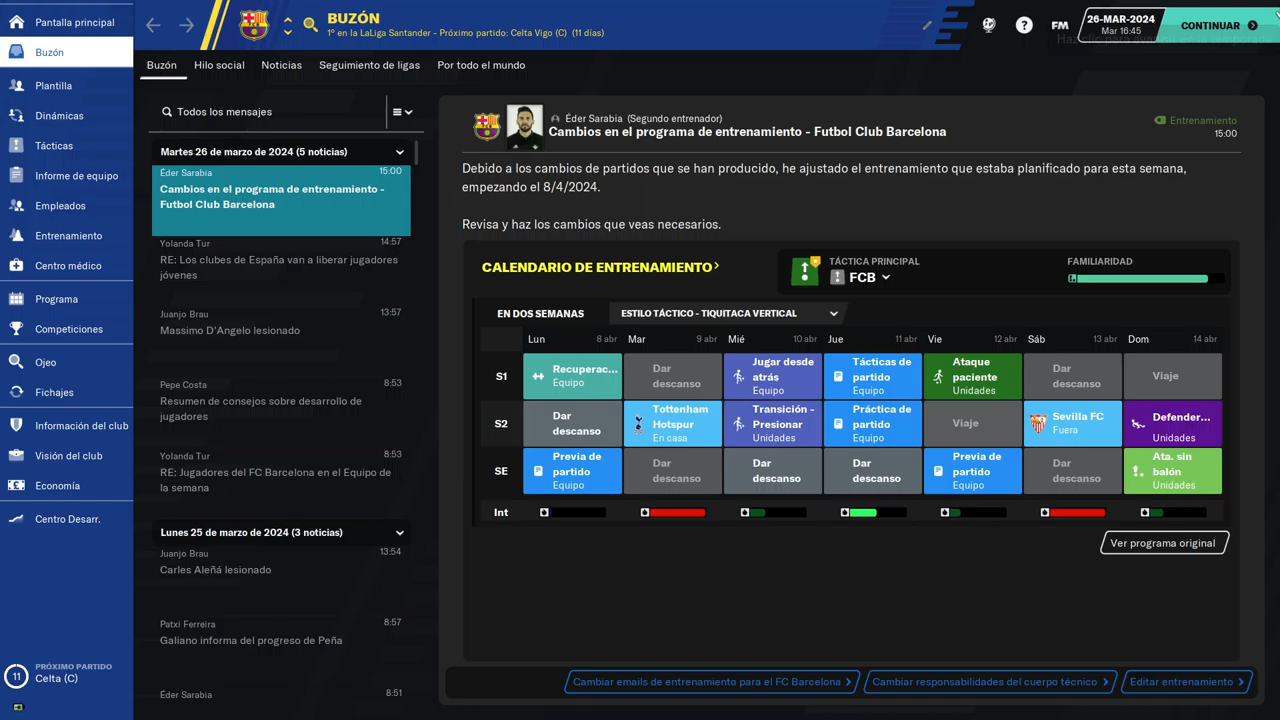 Pantalla principal
Buzón
Plantilla
Dinámicas
Tácticas
Informe de equipo
Empleados
Entrenamiento
Centro médico
Programa
Competiciones
Ojeo
Fichajes
Información del club
Visión del club
Economía
Centro Desarr.
PRÓXIMO PARTIDO
11
Celta (C)
BUZÓN
1º en la LaLiga Santander - Próximo partido: Celta Vigo (C) (11 días)
FM
26-MAR-2024
Mar 16:45
CONTINUAR
Buzón
Hilo social
Noticias
Seguimiento de ligas
Por todo el mundo
Todos los mensajes
Martes 26 de marzo de 2024 (5 noticias)
Éder Sarabia 15:00
Cambios en el programa de entrenamiento -
Futbol Club Barcelona
Yolanda Tur 14:57
RE: Los clubes de España van a liberar jugadores
jóvenes
Juanjo Brau 13:57
Massimo D'Angelo lesionado
Pepe Costa 8:53
Resumen de consejos sobre desarrollo de
jugadores
Yolanda Tur 8:53
RE: Jugadores del FC Barcelona en el Equipo de
la semana
Lunes 25 de marzo de 2024 (3 noticias)
Juanjo Brau 13:54
Carles Aleñá lesionado
Patxi Ferreira 8:57
Galiano informa del progreso de Peña
Éder Sarabia 8:51
Éder Sarabia (Segundo entrenador)
Cambios en el programa de entrenamiento - Futbol Club Barcelona
Entrenamiento
15:00
Debido a los cambios de partidos que se han producido, he ajustado el entrenamiento que estaba planificado para esta semana,
empezando el 8/4/2024.
Revisa y haz los cambios que veas necesarios.
CALENDARIO DE ENTRENAMIENTO
TÁCTICA PRINCIPAL
FCB
FAMILIARIDAD
EN DOS SEMANAS
ESTILO TÁCTICO - TIQUITACA VERTICAL
Lun 8 abr Mar 9 abr Mié 10 abr Jue 11 abr Vie 12 abr Sáb 13 abr Dom 14 abr
S1
Recuperac...
Equipo
Dar
descanso
Jugar desde
atrás
Equipo
Tácticas de
partido
Equipo
Ataque
paciente
Unidades
Dar
descanso
Viaje
S2
Dar
descanso
Tottenham
Hotspur
En casa
Transición -
Presionar
Unidades
Práctica de
partido
Equipo
Viaje
Sevilla FC
Fuera
Defender...
Unidades
SE
Previa de
partido
Equipo
Dar
descanso
Dar
descanso
Dar
descanso
Previa de
partido
Equipo
Dar
descanso
Ata. sin
balón
Unidades
Int
Ver programa original
Cambiar emails de entrenamiento para el FC Barcelona
Cambiar responsabilidades del cuerpo técnico
Editar entrenamiento